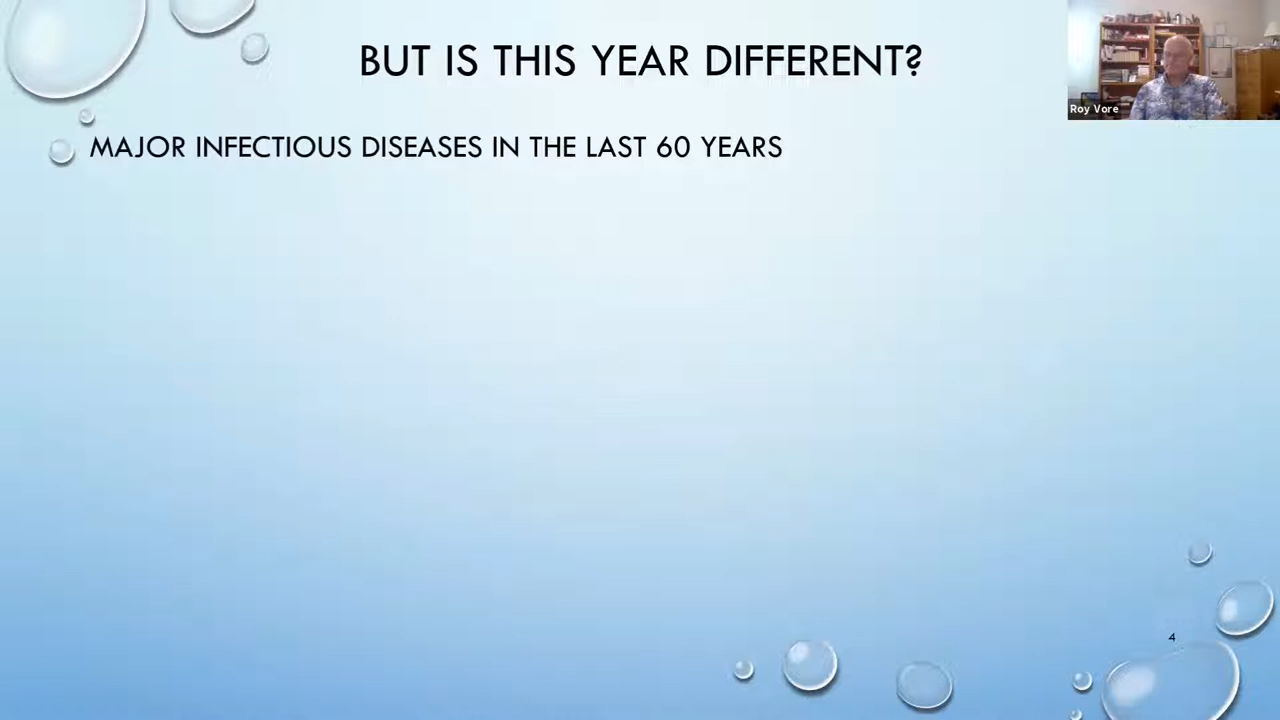 BUT IS THIS YEAR DIFFERENT?
Roy Vore
MAJOR INFECTIOUS DISEASES IN THE LAST 60 YEARS
4